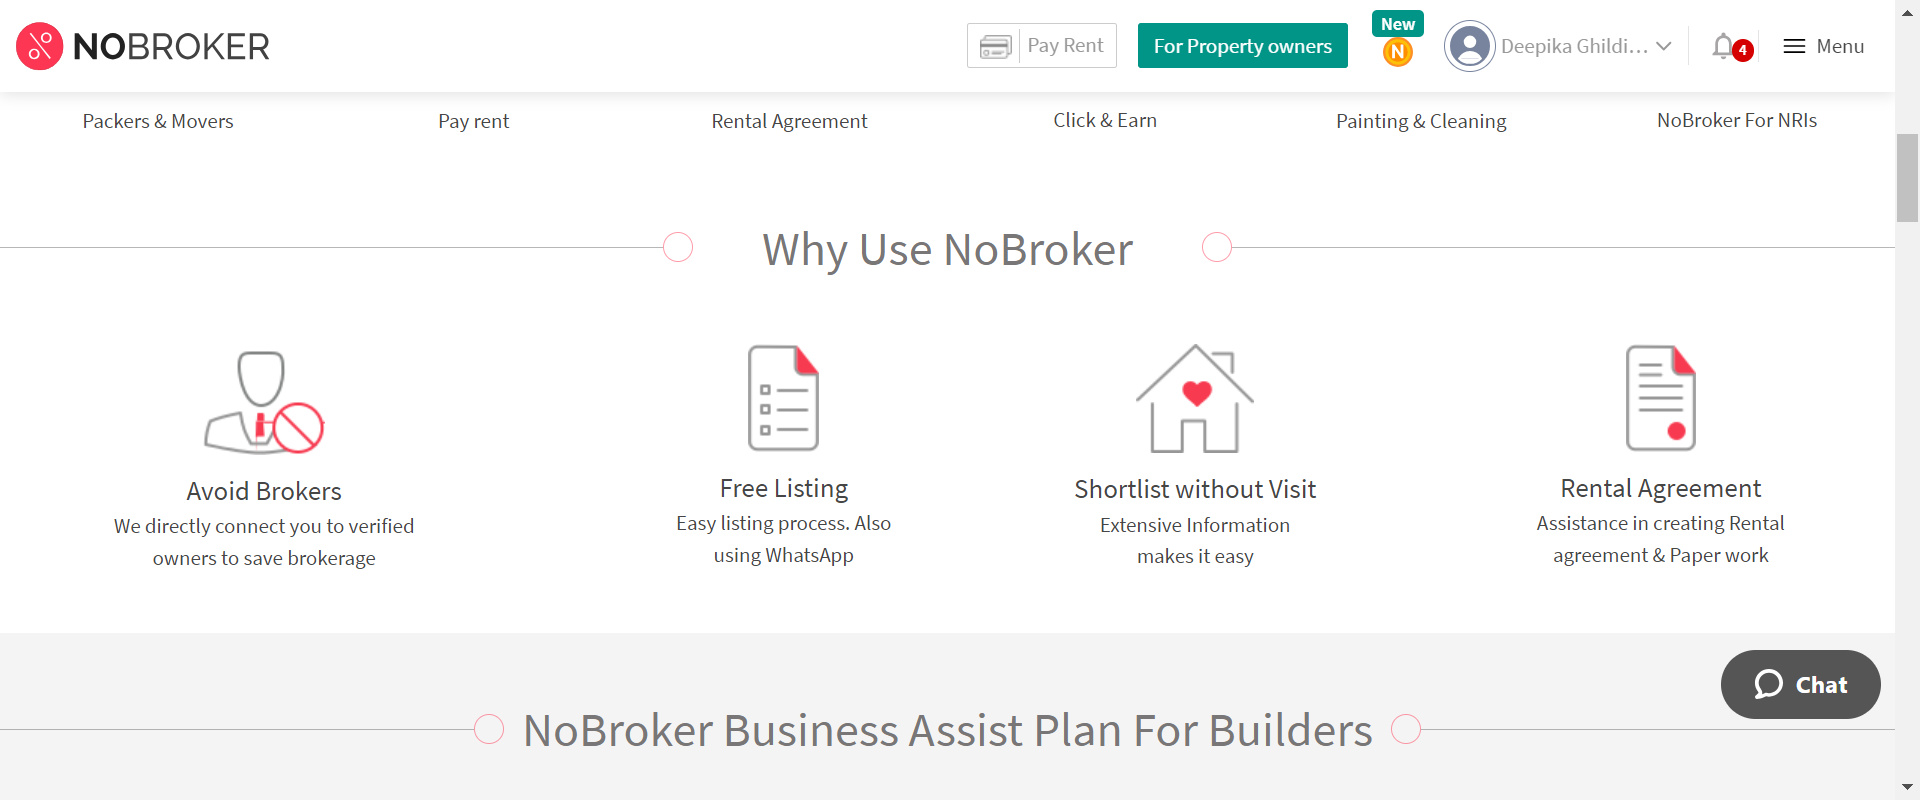 NOBROKER
Pay Rent
For Property owners
New
N
Deepika Ghildi...
4
Menu
Packers & Movers
Pay rent
Rental Agreement
Click & Earn
Painting & Cleaning
NoBroker For NRIs
Why Use NoBroker
Avoid Brokers
We directly connect you to verified
owners to save brokerage
Free Listing
Easy listing process. Also
using WhatsApp
Shortlist without Visit
Extensive Information
makes it easy
Rental Agreement
Assistance in creating Rental
agreement & Paper work
Chat
NoBroker Business Assist Plan For Builders